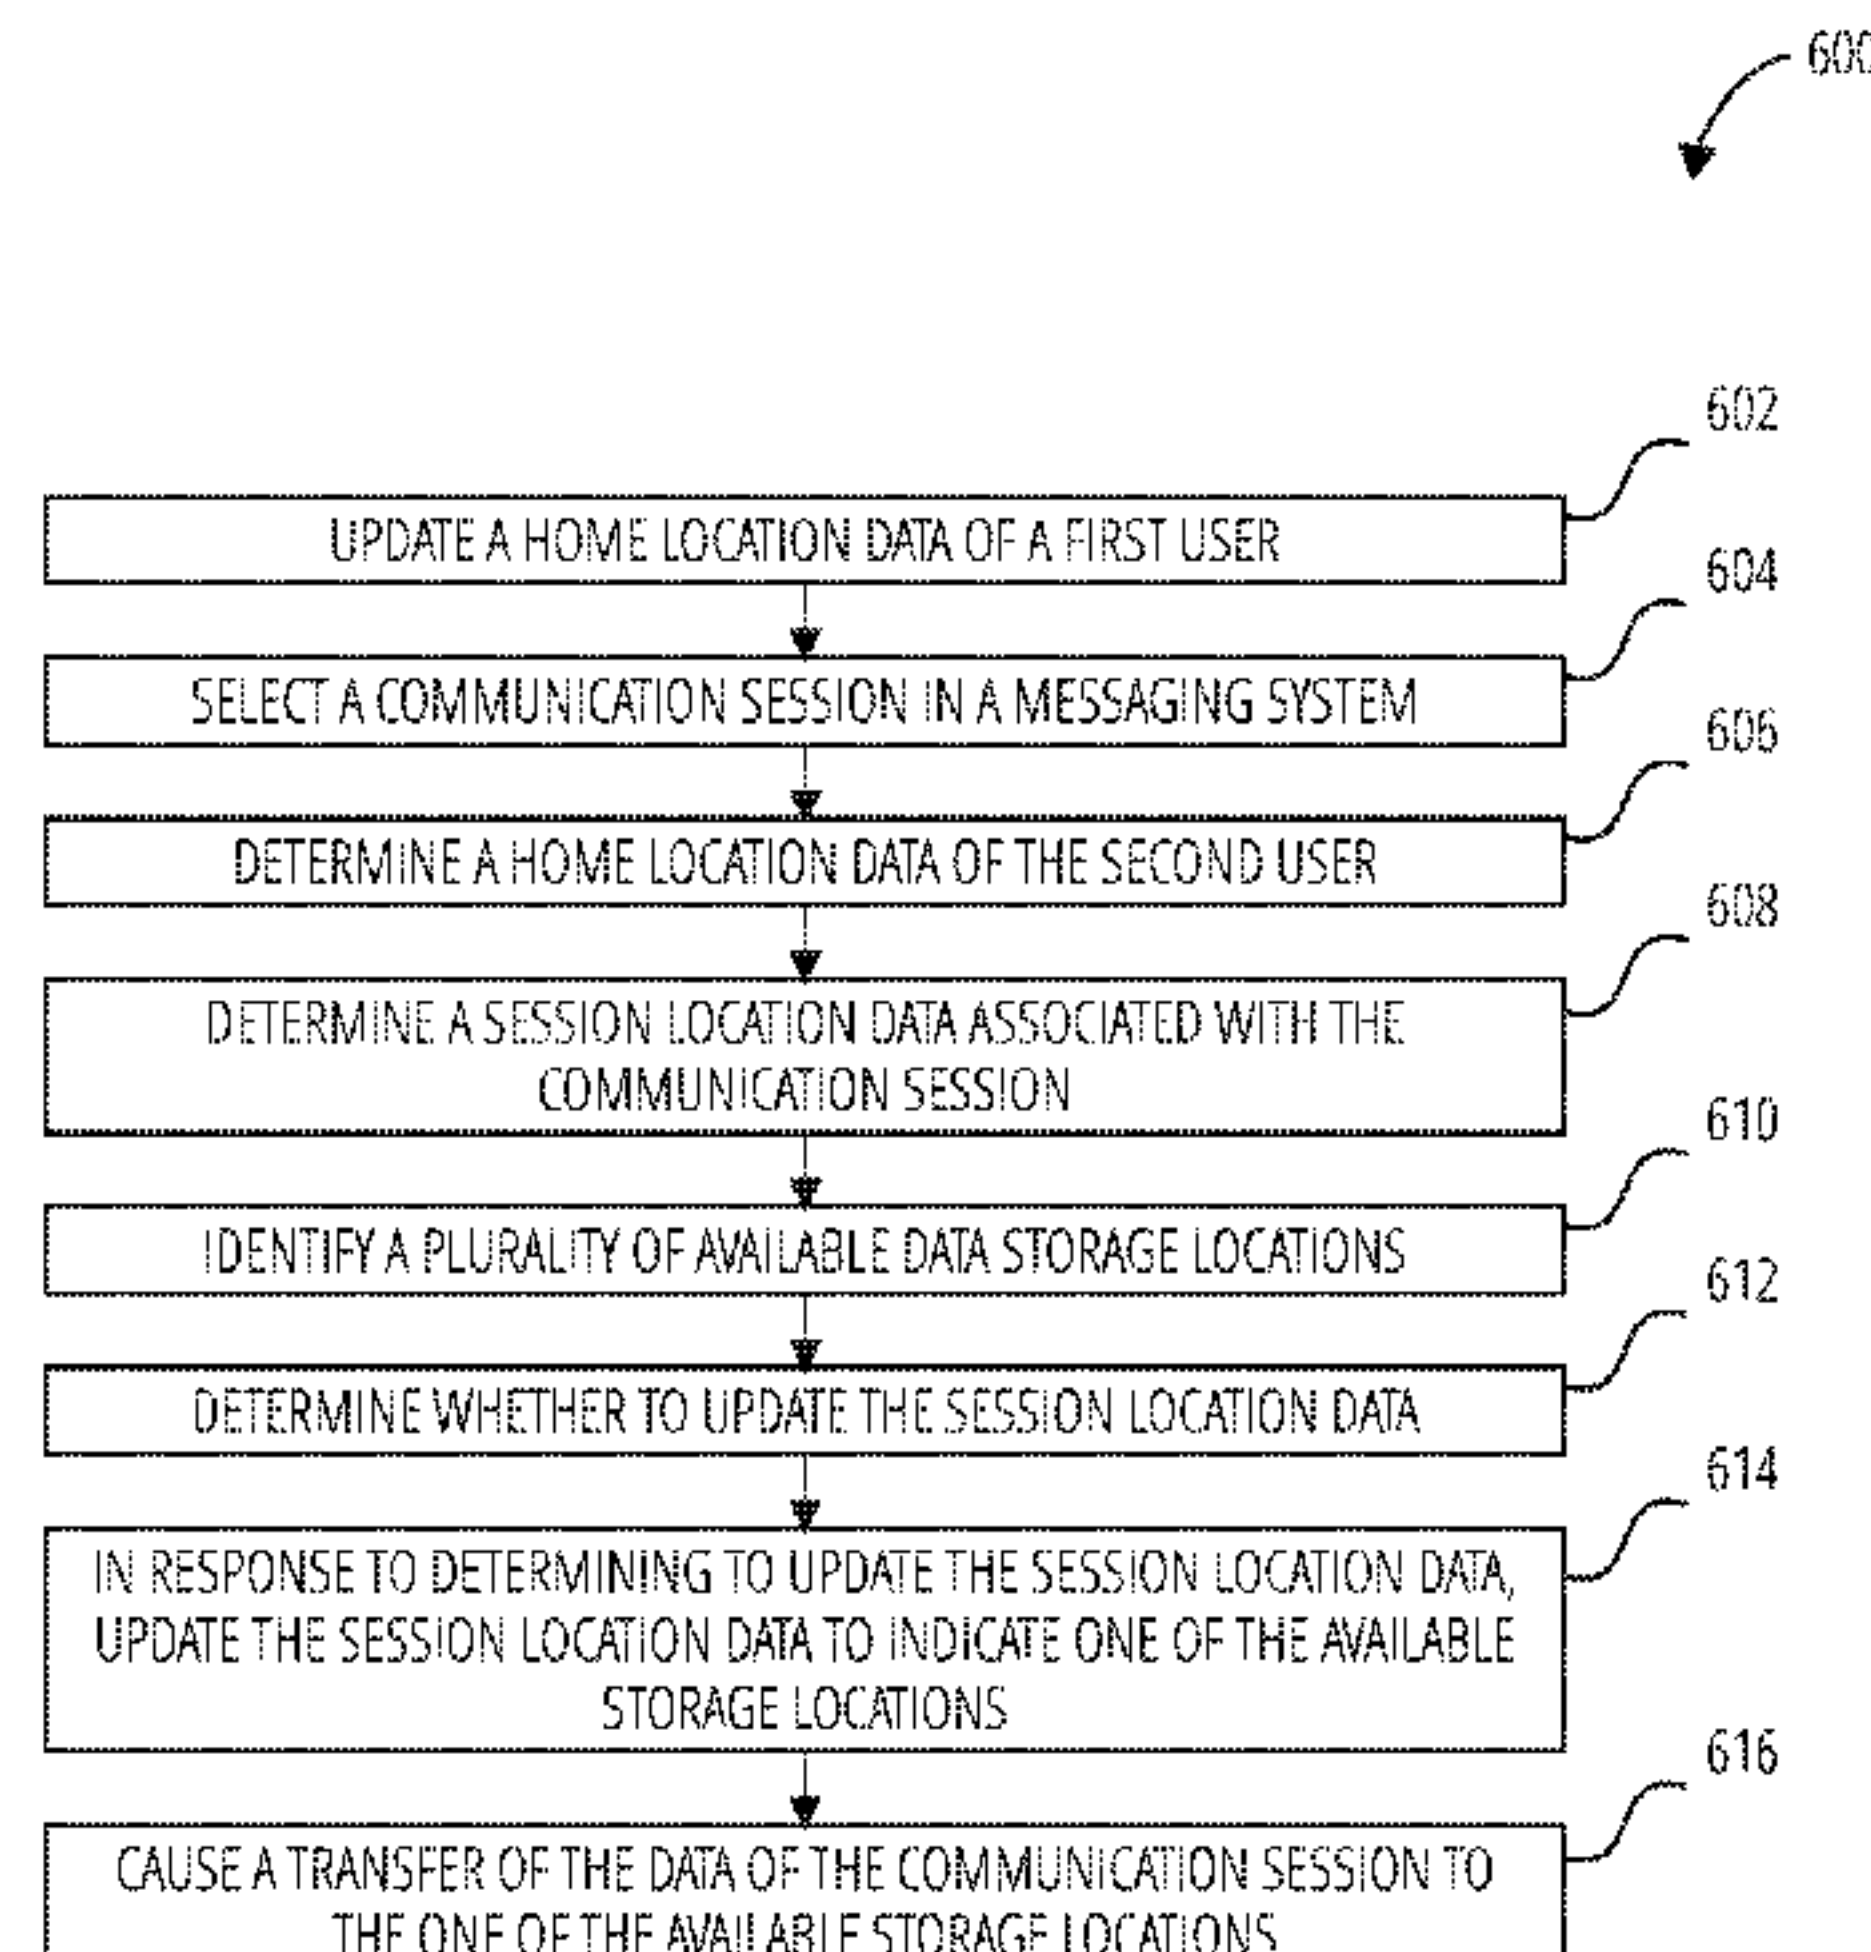 600
602
UPDATE A HOME LOCATION DATA OF A FIRST USER
604
SELECT A COMMUNICATION SESSION IN A MESSAGING SYSTEM
606
DETERMINE A HOME LOCATION DATA OF THE SECOND USER
608
DETERMINE A SESSION LOCATION DATA ASSOCIATED WITH THE
COMMUNICATION SESSION
610
IDENTIFY A PLURALITY OF AVAILABLE DATA STORAGE LOCATIONS
612
DETERMINE WHETHER TO UPDATE THE SESSION LOCATION DATA
614
IN RESPONSE TO DETERMINING TO UPDATE THE SESSION LOCATION DATA,
UPDATE THE SESSION LOCATION DATA TO INDICATE ONE OF THE AVAILABLE
STORAGE LOCATIONS
616
CAUSE A TRANSFER OF THE DATA OF THE COMMUNICATION SESSION TO
THE ONE OF THE AVAILABLE STORAGE LOCATIONS